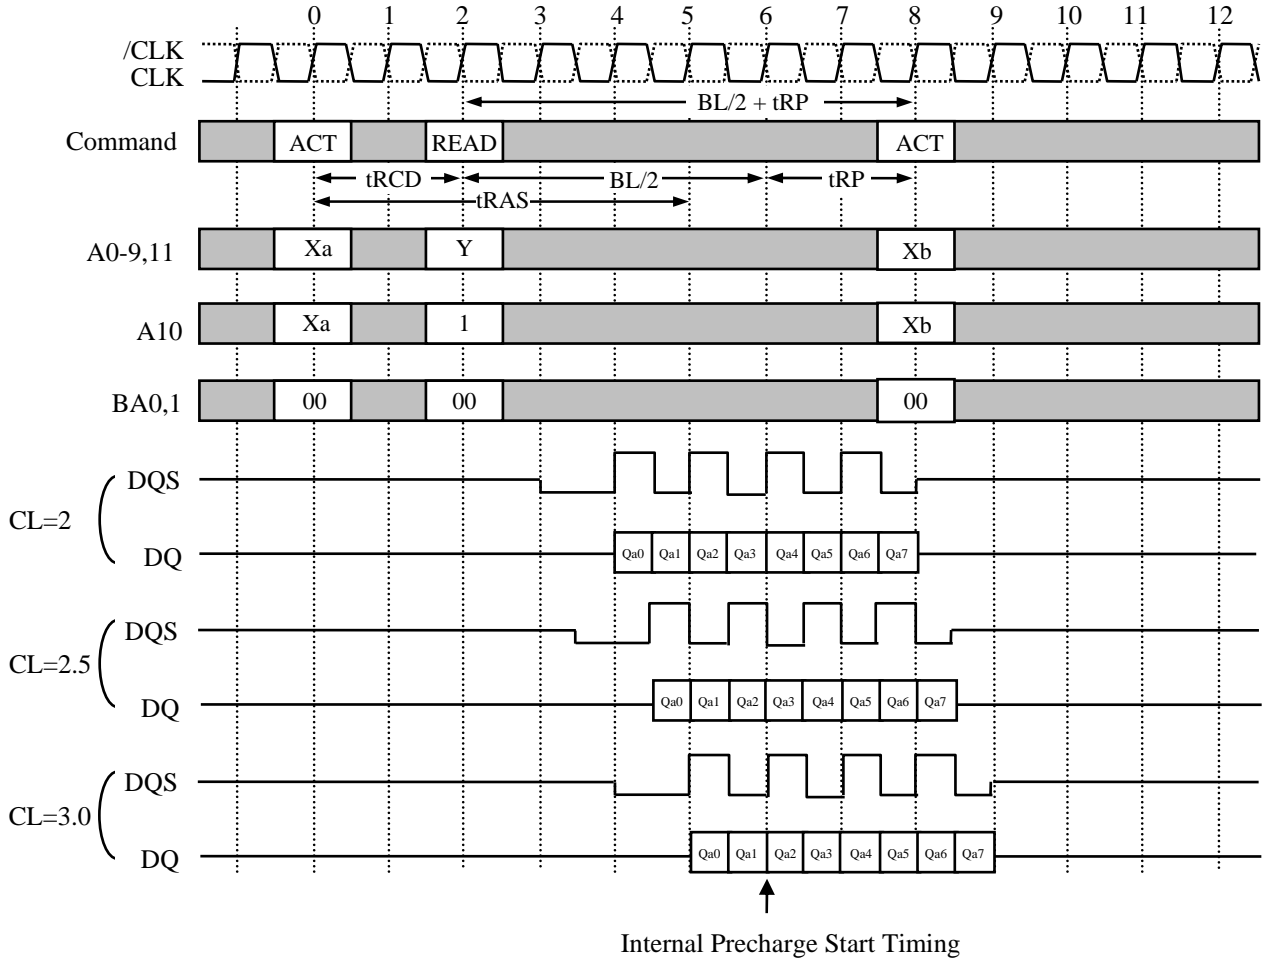 0 1 2 3 4 5 6 7 8 9 10 11 12
/CLK
CLK
BL/2 + tRP
Command ACT READ ACT
tRCD BL/2 tRP
tRAS
A0-9,11 Xa Y Xb
A10 Xa 1 Xb
BA0,1 00 00 00
DQS
CL=2
DQ Qa0 Qa1 Qa2 Qa3 Qa4 Qa5 Qa6 Qa7
DQS
CL=2.5
DQ Qa0 Qa1 Qa2 Qa3 Qa4 Qa5 Qa6 Qa7
DQS
CL=3.0
DQ Qa0 Qa1 Qa2 Qa3 Qa4 Qa5 Qa6 Qa7
Internal Precharge Start Timing